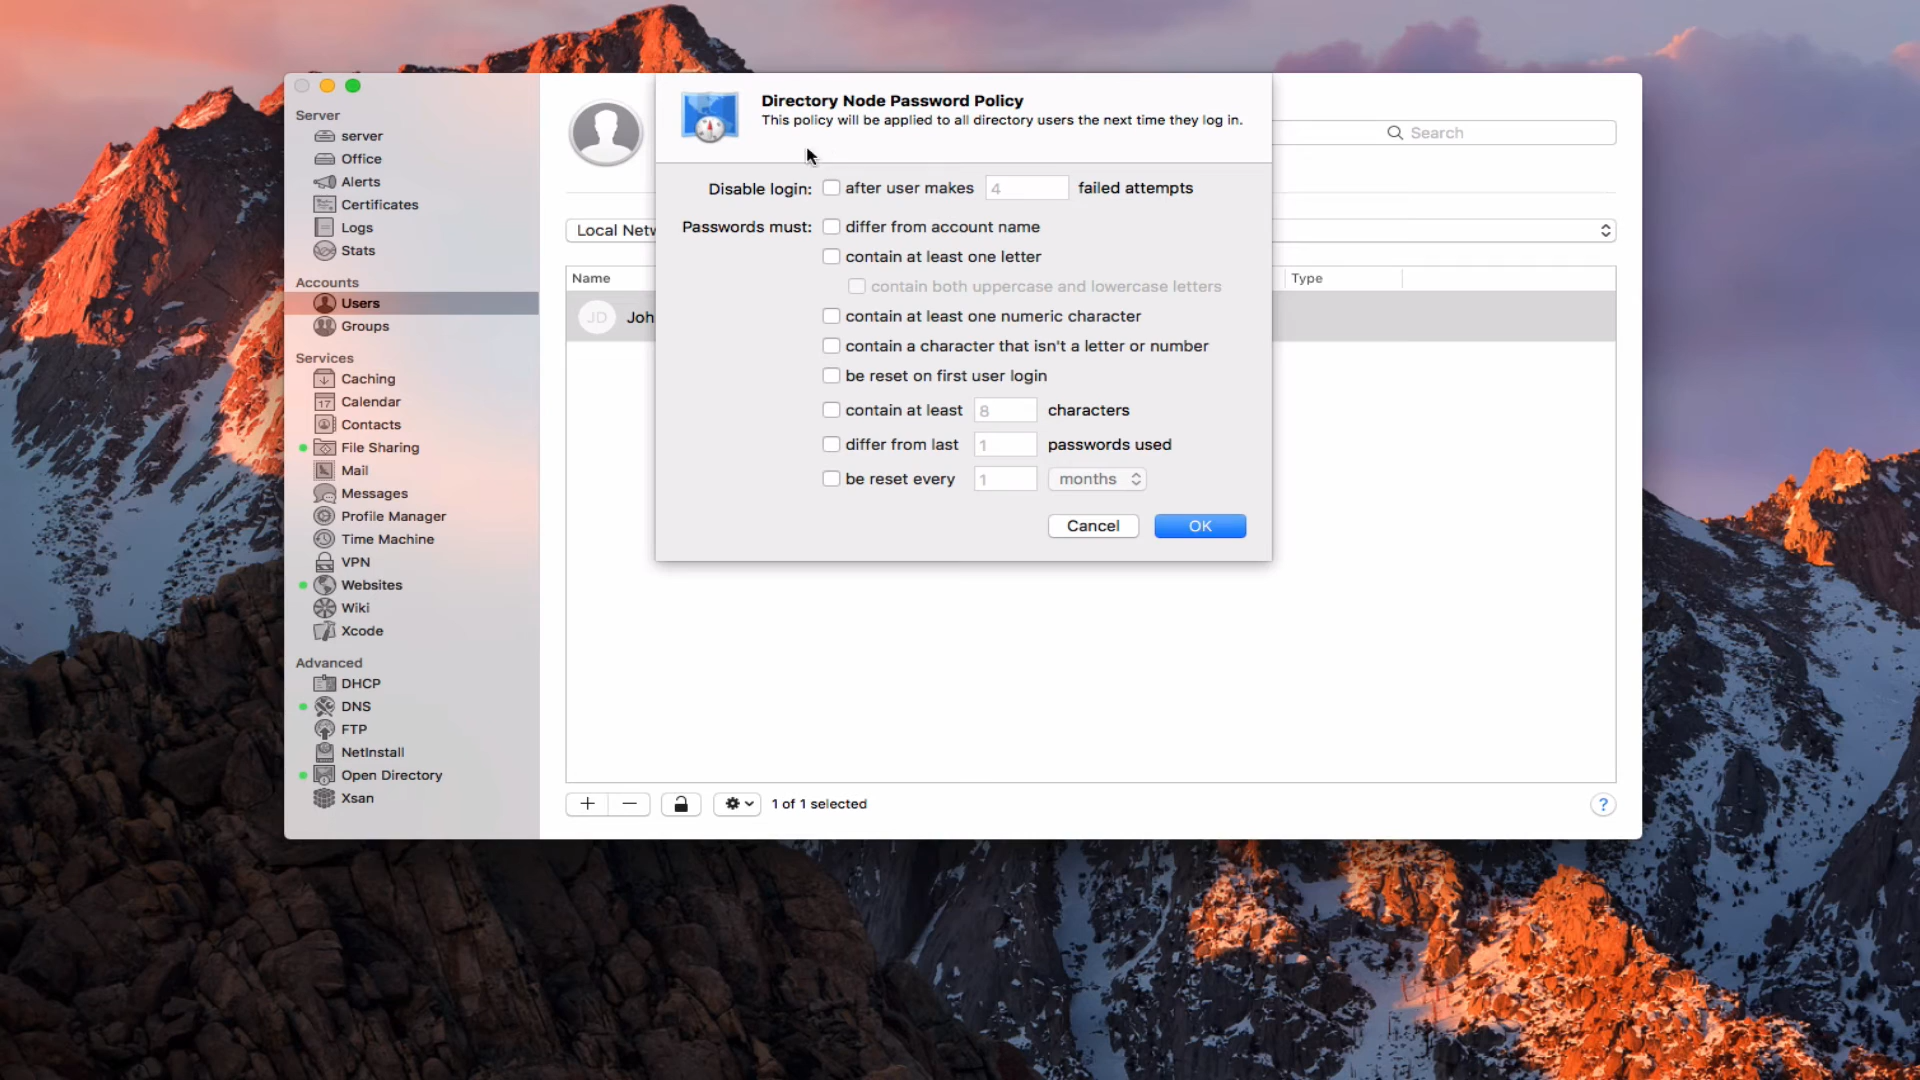 Server
server
Office
Alerts
Certificates
Logs
Stats
Accounts
Users
Groups
Services
Caching
17 Calendar
Contacts
File Sharing
Mail
Messages
Profile Manager
Time Machine
VPN
Websites
Wiki
Xcode
Advanced
DHCP
DNS
FTP
NetInstall
Open Directory
Xsan
Directory Node Password Policy
This policy will be applied to all directory users the next time they log in.
Disable login: after user makes 4 failed attempts
Passwords must: differ from account name
contain at least one letter
contain both uppercase and lowercase letters
contain at least one numeric character
contain a character that isn't a letter or number
be reset on first user login
contain at least 8 characters
differ from last 1 passwords used
be reset every 1 months
Cancel OK
Search
Local Netw
Name Type
JD Joh
1 of 1 selected
?